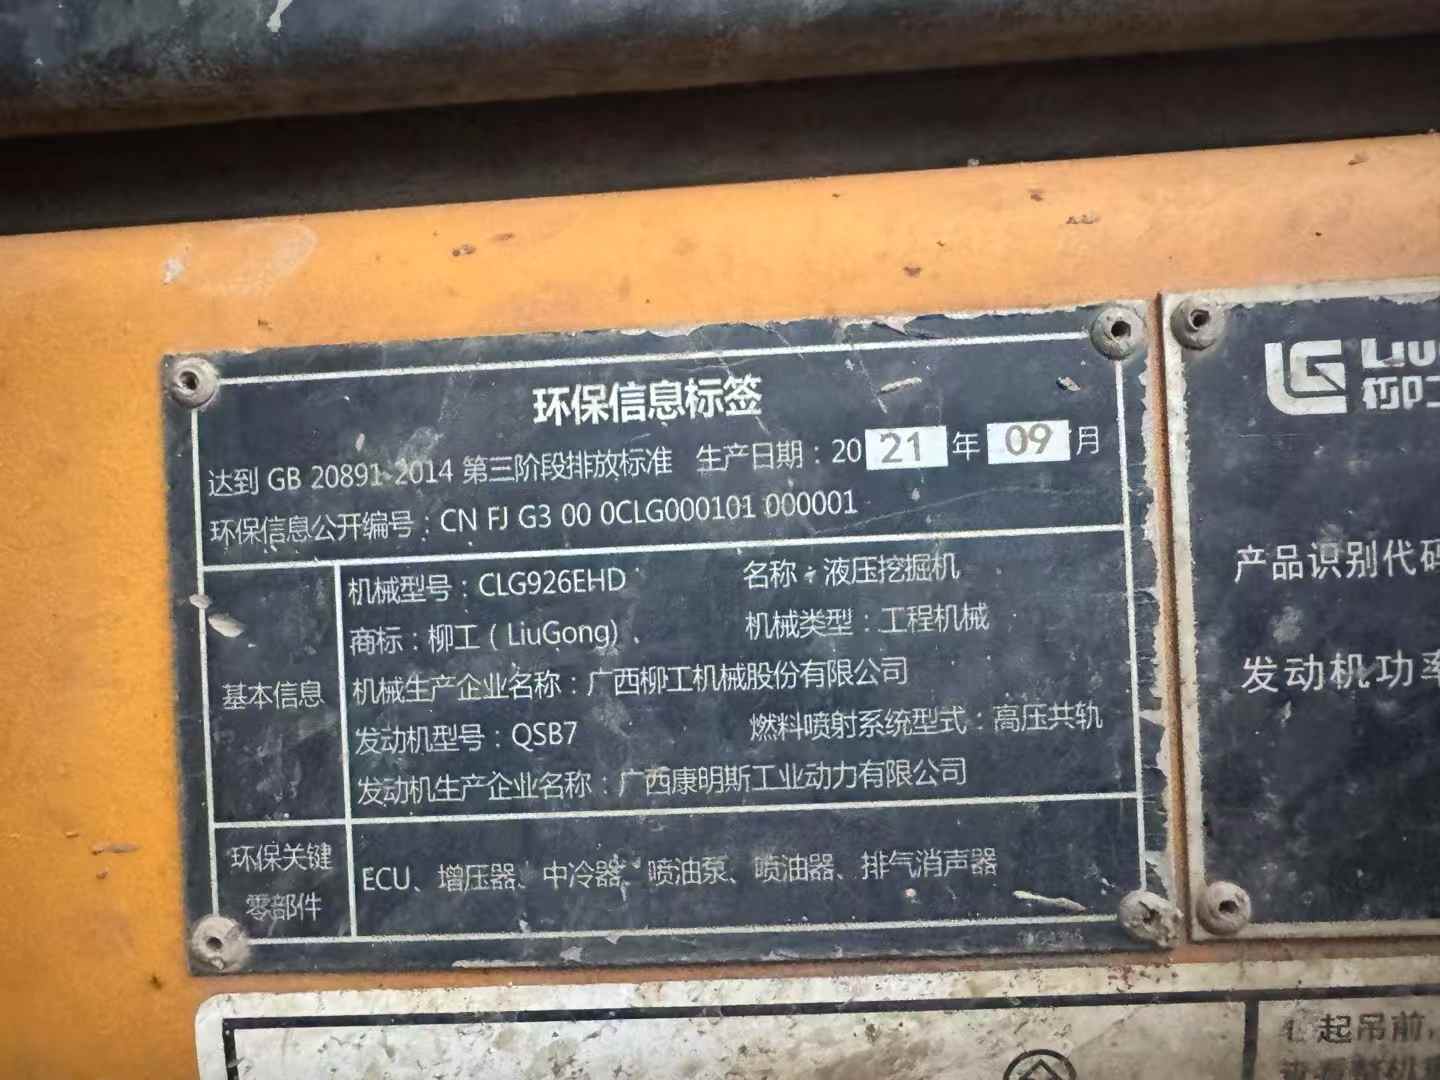 环保信息标签
达到 GB 20891-2014 第三阶段排放标准 生产日期：2021年09月
环保信息公开编号：CN FJ G3 00 0CLG000101 000001
基本信息
机械型号：CLG926EHD 名称：液压挖掘机
商标：柳工（LiuGong） 机械类型：工程机械
机械生产企业名称：广西柳工机械股份有限公司
发动机型号：QSB7 燃料喷射系统型式：高压共轨
发动机生产企业名称：广西康明斯工业动力有限公司
环保关键
零部件
ECU、增压器、中冷器、喷油泵、喷油器、排气消声器
LG LiuG
柳工
产品识别代码
发动机功率
起吊前，